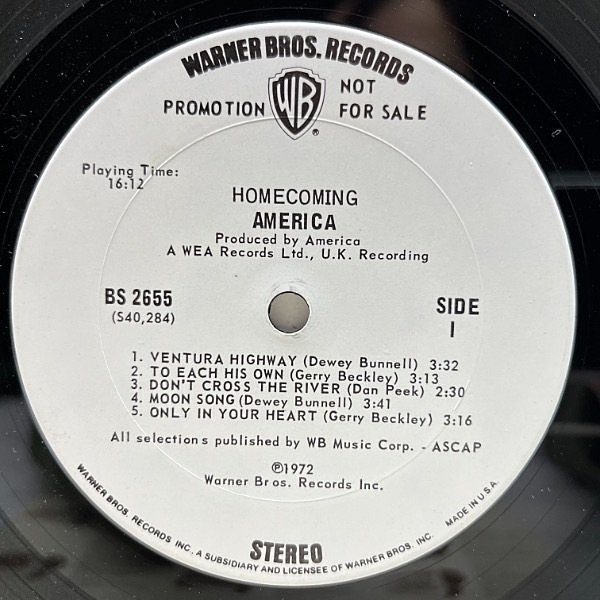 WARNER BROS. RECORDS
PROMOTION WB NOT FOR SALE
®
Playing Time:
16:12
HOMECOMING
AMERICA
Produced by America
A WEA Records Ltd., U.K. Recording
BS 2655
(S40,284)
SIDE
1
1. VENTURA HIGHWAY (Dewey Bunnell) 3:32
2. TO EACH HIS OWN (Gerry Beckley) 3:13
3. DON'T CROSS THE RIVER (Dan Peek) 2:30
4. MOON SONG (Dewey Bunnell) 3:41
5. ONLY IN YOUR HEART (Gerry Beckley) 3:16
All selections published by WB Music Corp. - ASCAP
℗1972
Warner Bros. Records Inc.
STEREO
WARNER BROS. RECORDS INC. A SUBSIDIARY AND LICENSEE OF WARNER BROS. INC. MADE IN U.S.A.